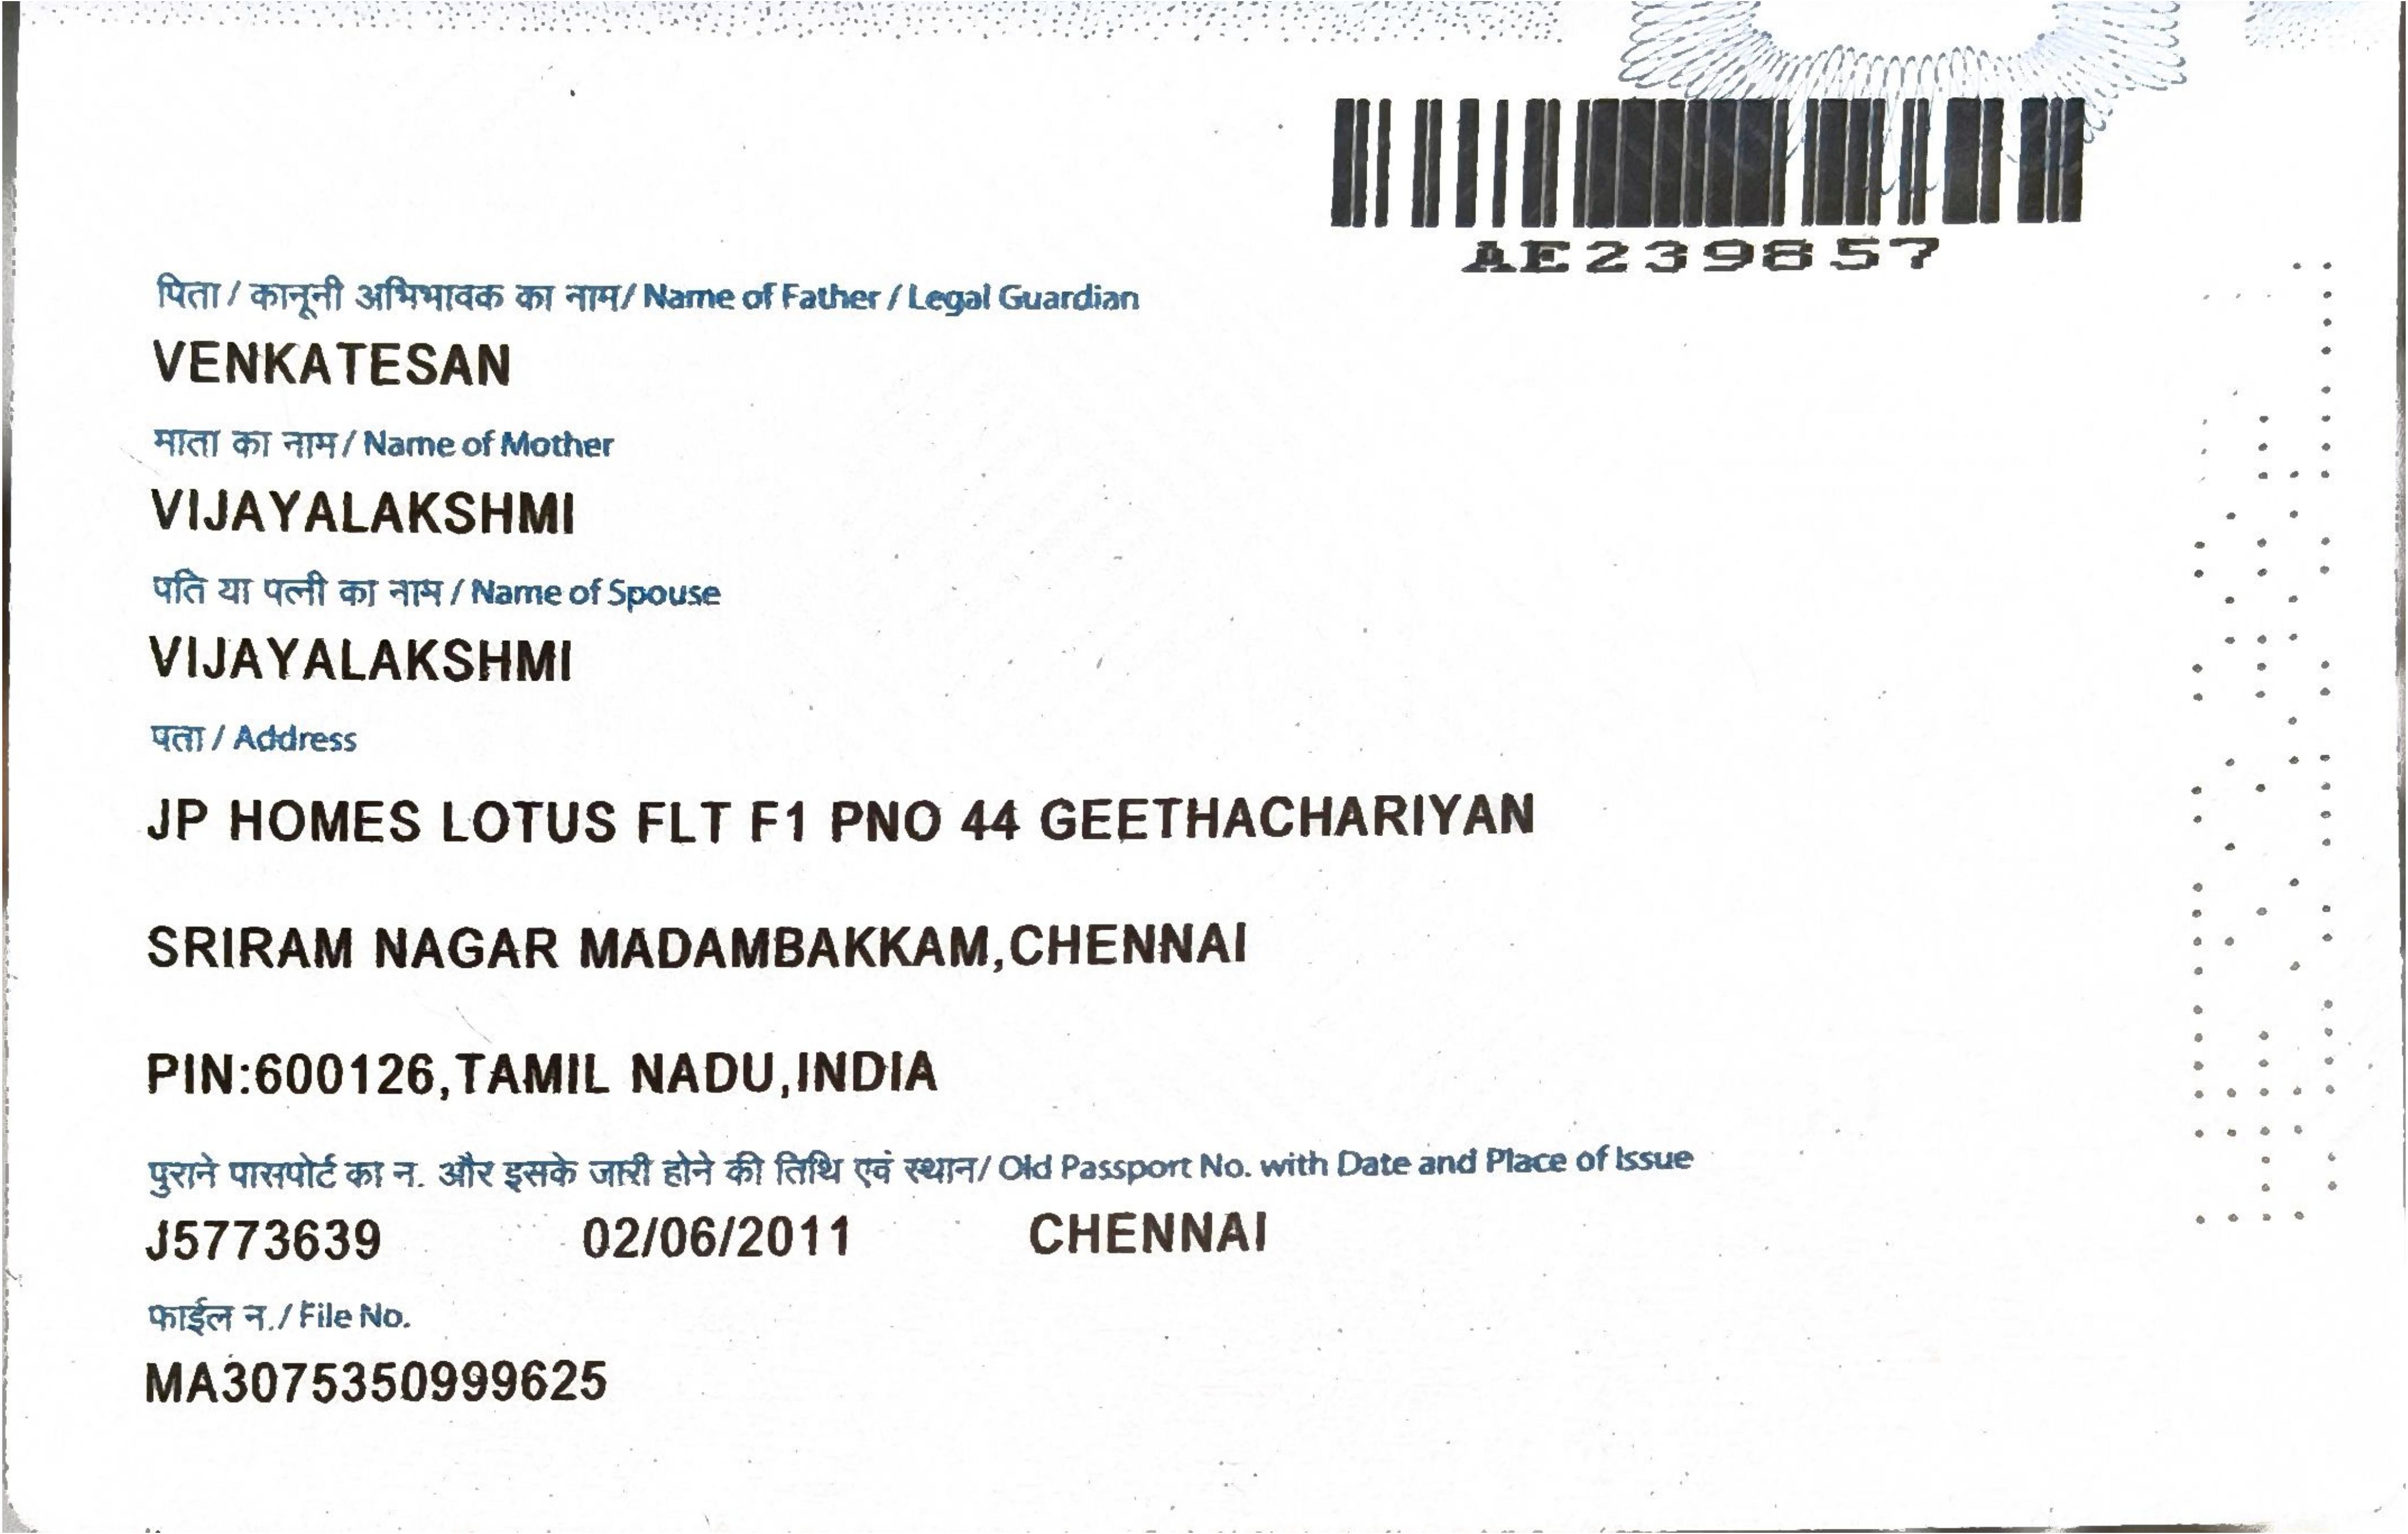 AE239857
पिता / कानूनी अभिभावक का नाम/ Name of Father / Legal Guardian
VENKATESAN
माता का नाम / Name of Mother
VIJAYALAKSHMI
पति या पत्नी का नाम / Name of Spouse
VIJAYALAKSHMI
पता / Address
JP HOMES LOTUS FLT F1 PNO 44 GEETHACHARIYAN
SRIRAM NAGAR MADAMBAKKAM,CHENNAI
PIN:600126,TAMIL NADU,INDIA
पुराने पासपोर्ट का न. और इसके जारी होने की तिथि एवं स्थान/ Old Passport No. with Date and Place of Issue
J5773639 02/06/2011 CHENNAI
फाईल न. / File No.
MA3075350999625